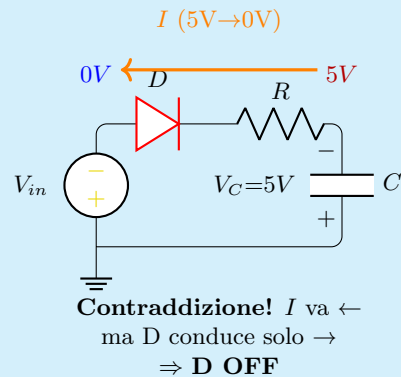 I (5V→0V)
0V
5V
D
R
−
−
V_in
V_C=5V
C
+
+
Contraddizione! I va ←
ma D conduce solo →
⇒ D OFF